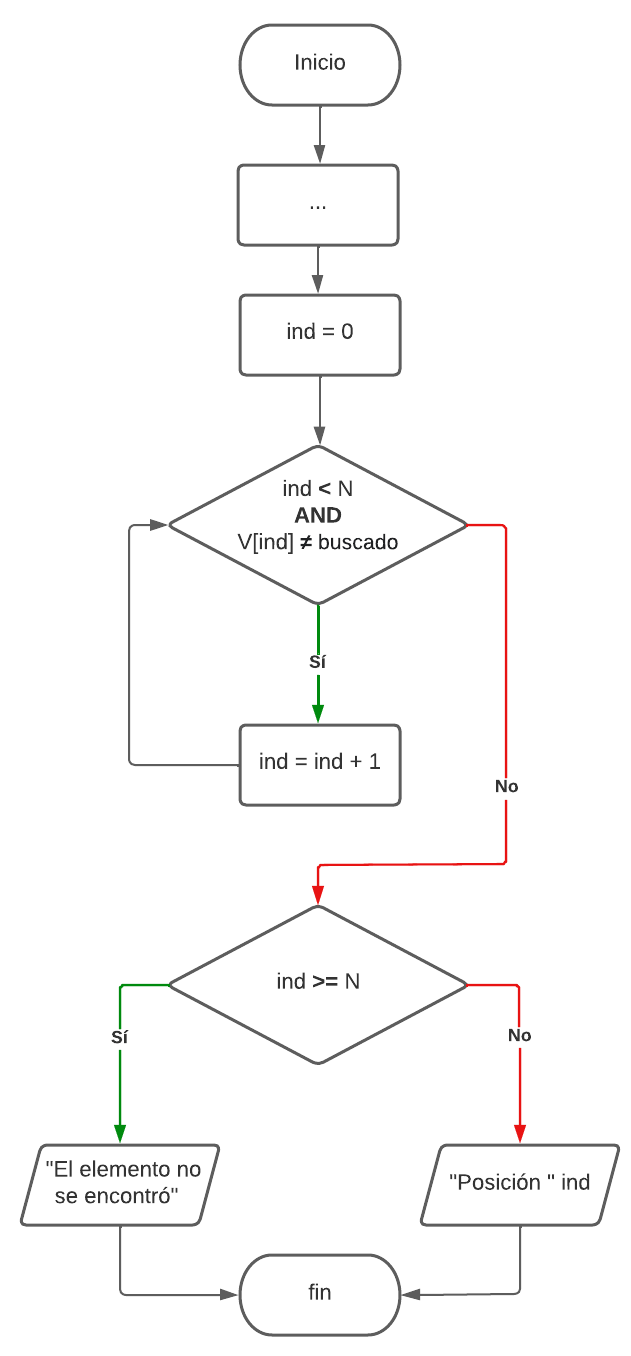 Inicio
...
ind = 0
ind < N
AND
V[ind] ≠ buscado
Sí
ind = ind + 1
No
ind >= N
Sí
No
"El elemento no
se encontró"
"Posición " ind
fin